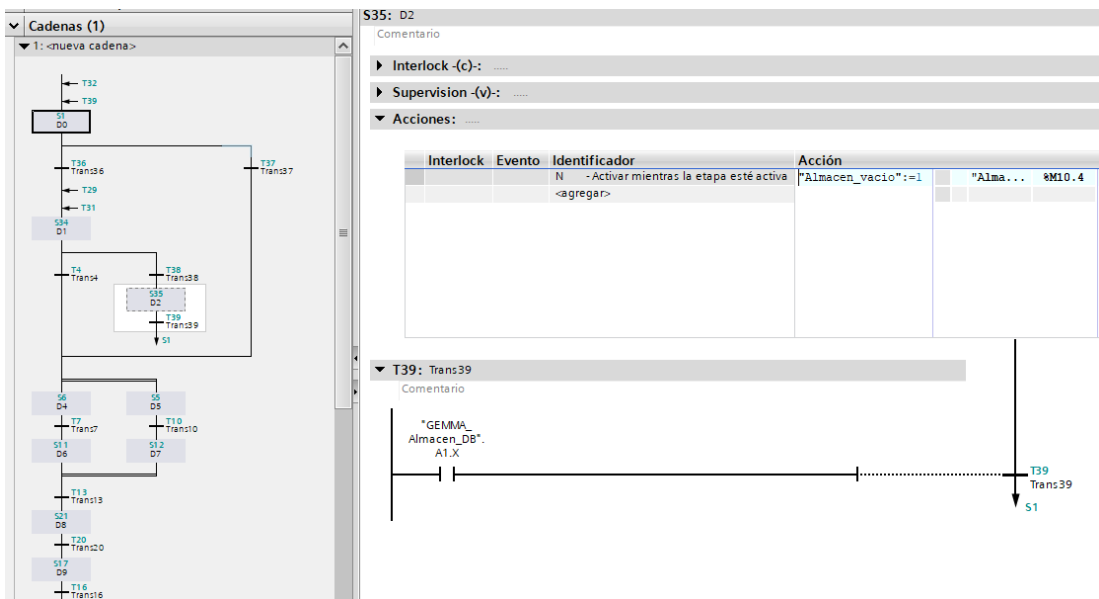 Cadenas (1)
1: <nueva cadena>
T32
T39
S1
D0
T36
Trans36
T37
Trans37
T29
T31
S34
D1
T4
Trans4
T38
Trans38
S35
D2
T39
Trans39
S1
S6
D4
S5
D5
T7
Trans7
T10
Trans10
S11
D6
S12
D7
T13
Trans13
S21
D8
T20
Trans20
S17
D9
T16
Trans16
S35: D2
Comentario
Interlock -(c)-: .....
Supervision -(v)-: .....
Acciones: .....
Interlock Evento Identificador Acción
N - Activar mientras la etapa esté activa "Almacen_vacio":=1 "Alma... %M10.4
<agregar>
T39: Trans39
Comentario
"GEMMA_
Almacen_DB".
A1.X
T39
Trans39
S1